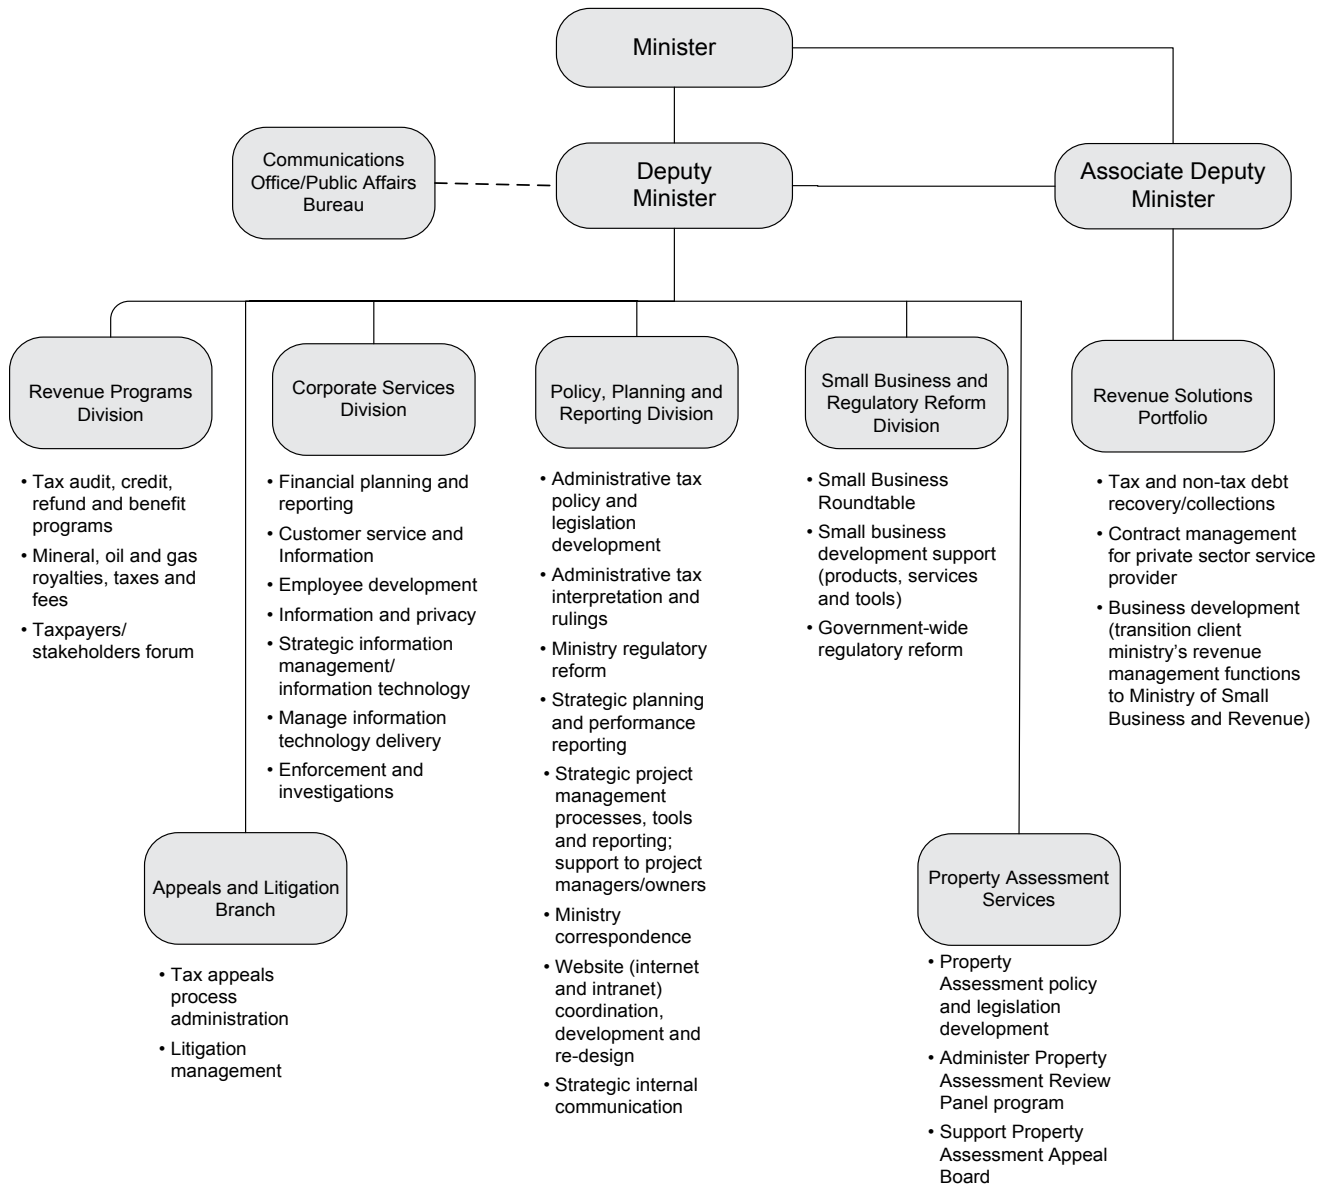 Minister
Communications
Office/Public Affairs
Bureau
Deputy
Minister
Associate Deputy
Minister
Revenue Programs
Division
• Tax audit, credit,
refund and benefit
programs
• Mineral, oil and gas
royalties, taxes and
fees
• Taxpayers/
stakeholders forum
Corporate Services
Division
• Financial planning and
reporting
• Customer service and
Information
• Employee development
• Information and privacy
• Strategic information
management/
information technology
• Manage information
technology delivery
• Enforcement and
investigations
Policy, Planning and
Reporting Division
• Administrative tax
policy and
legislation
development
• Administrative tax
interpretation and
rulings
• Ministry regulatory
reform
• Strategic planning
and performance
reporting
• Strategic project
management
processes, tools
and reporting;
support to project
managers/owners
• Ministry
correspondence
• Website (internet
and intranet)
coordination,
development and
re-design
• Strategic internal
communication
Small Business and
Regulatory Reform
Division
• Small Business
Roundtable
• Small business
development support
(products, services
and tools)
• Government-wide
regulatory reform
Revenue Solutions
Portfolio
• Tax and non-tax debt
recovery/collections
• Contract management
for private sector service
provider
• Business development
(transition client
ministry's revenue
management functions
to Ministry of Small
Business and Revenue)
Appeals and Litigation
Branch
• Tax appeals
process
administration
• Litigation
management
Property Assessment
Services
• Property
Assessment policy
and legislation
development
• Administer Property
Assessment Review
Panel program
• Support Property
Assessment Appeal
Board